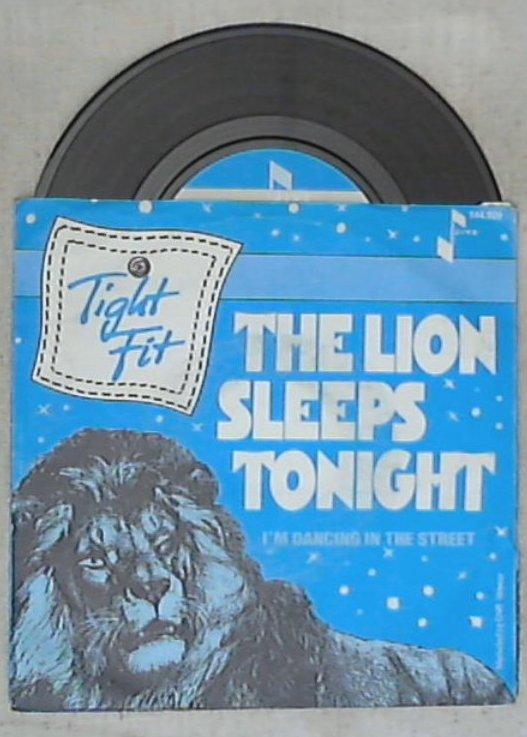 Tight
Fit
THE LION
SLEEPS
TONIGHT
I'M DANCING IN THE STREET